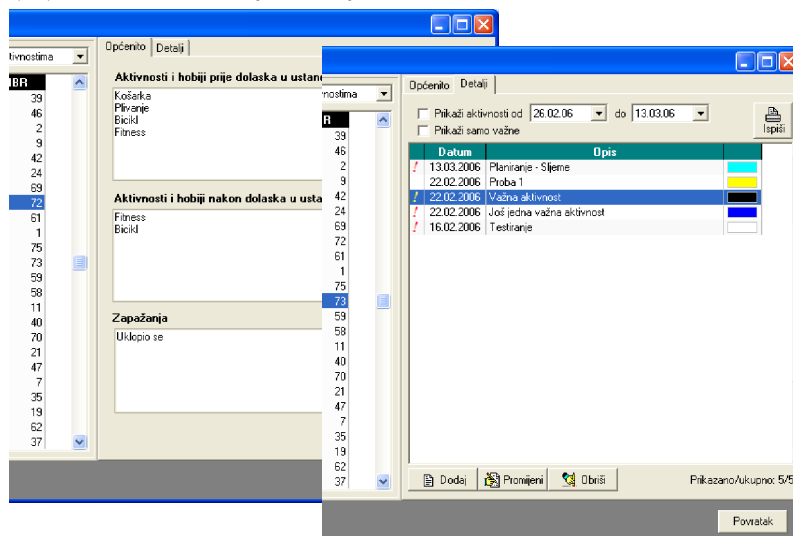 tivnostima
IBR
39
46
2
9
42
24
69
72
61
1
75
73
59
58
11
40
70
21
47
7
35
19
62
37
Općenito Detalji
Aktivnosti i hobiji prije dolaska u ustan
Košarka
Plivanje
Bicikl
Fitness
Aktivnosti i hobiji nakon dolaska u usta
Fitness
Bicikl
Zapažanja
Uklopio se
nostima
R
39
46
2
9
42
24
69
72
61
1
75
73
59
58
11
40
70
21
47
7
35
19
62
37
Općenito Detalji
Prikaži aktivnosti od 26.02.06 do 13.03.06
Prikaži samo važne
Ispiši
Datum Opis
! 13.03.2006 Planiranje - Sljeme
22.02.2006 Proba 1
! 22.02.2006 Važna aktivnost
! 22.02.2006 Još jedna važna aktivnost
! 16.02.2006 Testiranje
Dodaj Promijeni Obriši Prikazano/ukupno: 5/5
Povratak